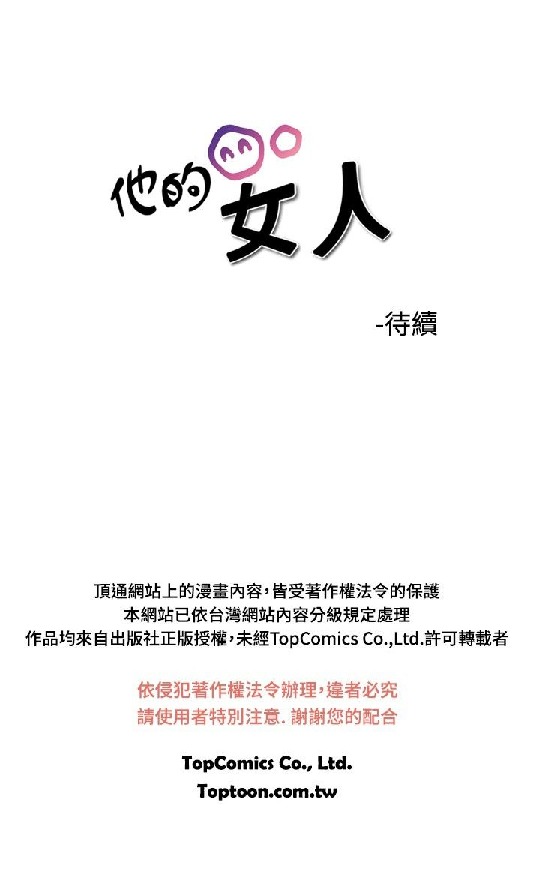 他的女人
-待續
頂通網站上的漫畫內容，皆受著作權法令的保護
本網站已依台灣網站內容分級規定處理
作品均來自出版社正版授權，未經TopComics Co.,Ltd.許可轉載者
依侵犯著作權法令辦理，違者必究
請使用者特別注意. 謝謝您的配合
TopComics Co., Ltd.
Toptoon.com.tw